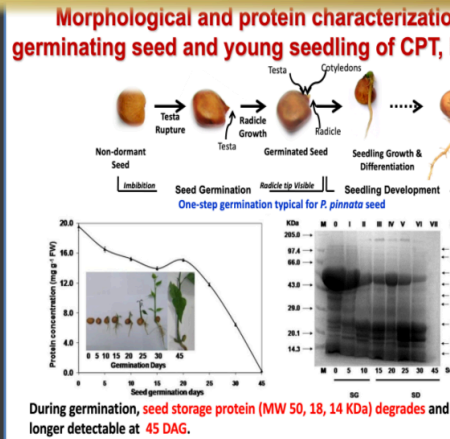 Morphological and protein characterizatio
germinating seed and young seedling of CPT,
Testa
Cotyledons
Testa
Rupture
Radicle
Growth
Testa
Radicle
Non-dormant
Seed
Germinated Seed
Seedling Growth &
Differentiation
Imbibition
Seed Germination
Radicle tip Visible
Seedling Development
One-step germination typical for P. pinnata seed
Protein concentration (mg g⁻¹ FW)
20.0
16.0
12.0
8.0
4.0
0.0
0 5 10 15 20 25 30 45
Germination Days
0 5 10 15 20 25 30 45
Seed germination days
KDa M 0 I II III IV V VI VII
205.0
97.4
66.0
43.0
29.0
20.1
14.3
M 0 5 10 15 20 25 30 45
SG SD
During germination, seed storage protein (MW 50, 18, 14 KDa) degrades and
longer detectable at 45 DAG.